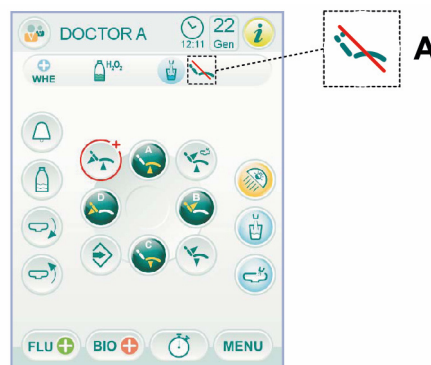 DOCTOR A
12:11
22
Gen
i
WHE
H₂O₂
A
A
D
B
C
FLU
BIO
MENU